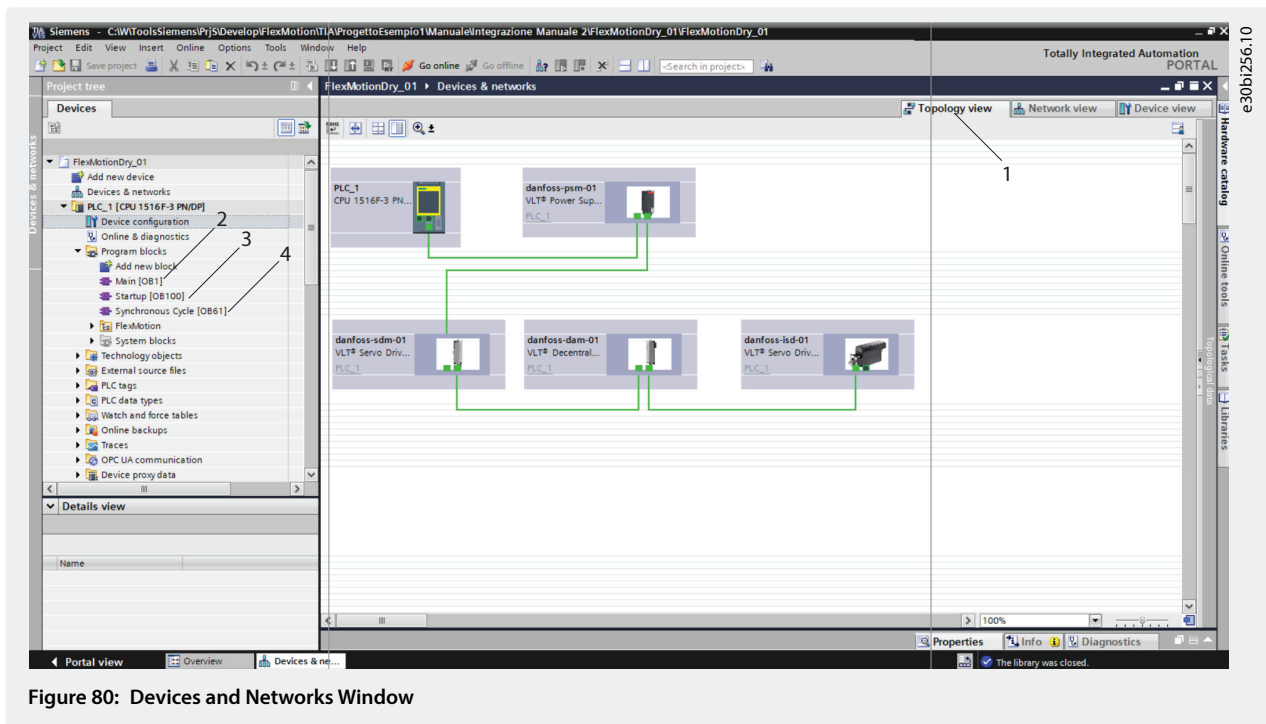 Siemens - C:\W\ToolsSiemens\PrjS\Develop\FlexMotion\TIA\ProgettoEsempio1\Manuale\Integrazione Manuale 2\FlexMotionDry_01\FlexMotionDry_01
Project Edit View Insert Online Options Tools Window Help
Save project Go online Go offline <Search in project>
Totally Integrated Automation
PORTAL
e30bi256.10
Project tree
FlexMotionDry_01 Devices & networks
Devices
Topology view Network view Device view
Devices & networks
Hardware catalog
Online tools
Tasks
Libraries
Topological data
FlexMotionDry_01
Add new device
Devices & networks
PLC_1 [CPU 1516F-3 PN/DP]
Device configuration
Online & diagnostics
Program blocks
Add new block
Main [OB1]
Startup [OB100]
Synchronous Cycle [OB61]
FlexMotion
System blocks
Technology objects
External source files
PLC tags
PLC data types
Watch and force tables
Online backups
Traces
OPC UA communication
Device proxy data
1
2
3
4
PLC_1
CPU 1516F-3 PN...
danfoss-psm-01
VLT® Power Sup...
PLC_1
danfoss-sdm-01
VLT® Servo Driv...
PLC_1
danfoss-dam-01
VLT® Decentral...
PLC_1
danfoss-isd-01
VLT® Servo Driv...
PLC_1
Details view
Name
100%
Properties Info Diagnostics
Portal view Overview Devices & ne...
The library was closed.
Figure 80: Devices and Networks Window